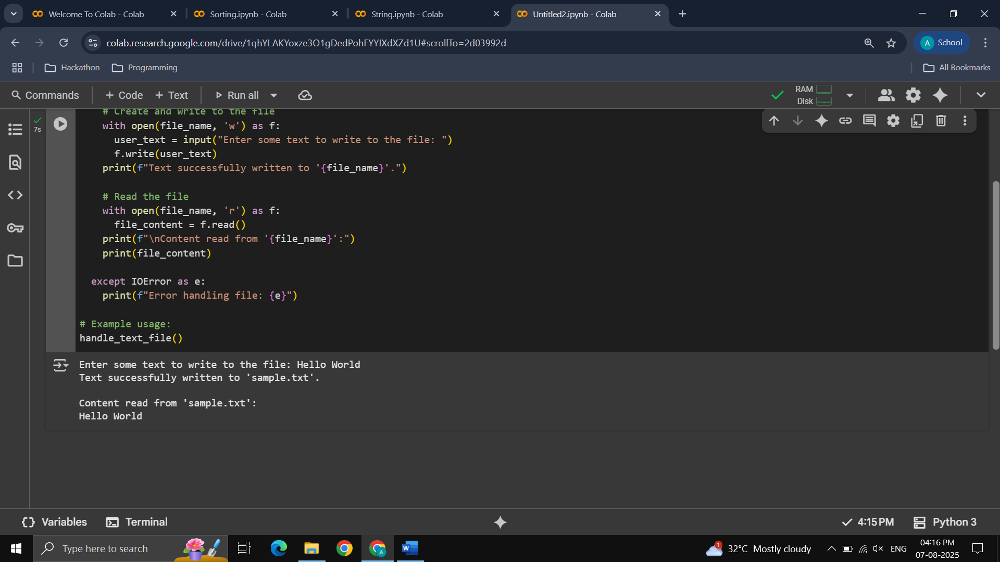 Welcome To Colab - Colab
Sorting.ipynb - Colab
String.ipynb - Colab
Untitled2.ipynb - Colab
colab.research.google.com/drive/1qhYLAKYoxze3O1gDedPohFYYIXdXZd1U#scrollTo=2d03992d
A School
Hackathon
Programming
All Bookmarks
Commands
+ Code
+ Text
Run all
RAM
Disk
7s
# Create and write to the file
with open(file_name, 'w') as f:
user_text = input("Enter some text to write to the file: ")
f.write(user_text)
print(f"Text successfully written to '{file_name}'.")
# Read the file
with open(file_name, 'r') as f:
file_content = f.read()
print(f"\nContent read from '{file_name}':")
print(file_content)
except IOError as e:
print(f"Error handling file: {e}")
# Example usage:
handle_text_file()
Enter some text to write to the file: Hello World
Text successfully written to 'sample.txt'.
Content read from 'sample.txt':
Hello World
{} Variables
Terminal
4:15 PM
Python 3
Type here to search
A
W
1
32°C Mostly cloudy
ENG
04:16 PM
07-08-2025